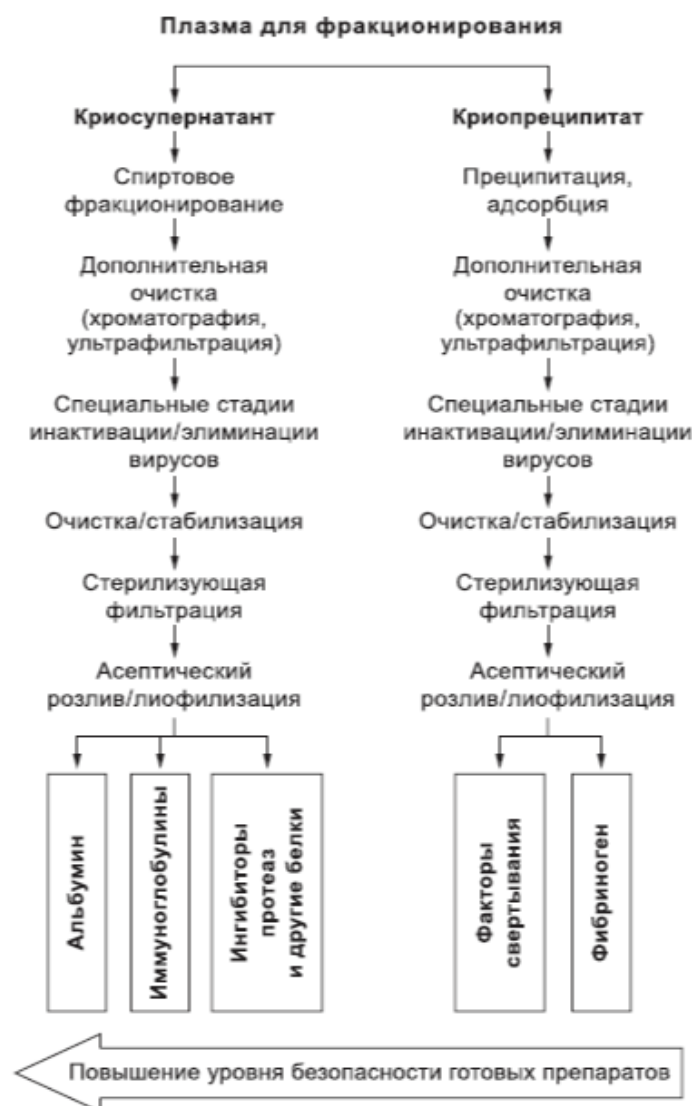 Плазма для фракционирования
Криосупернатант
Спиртовое
фракционирование
Дополнительная
очистка
(хроматография,
ультрафильтрация)
Специальные стадии
инактивации/элиминации
вирусов
Очистка/стабилизация
Стерилизующая
фильтрация
Асептический
розлив/лиофилизация
Альбумин
Иммуноглобулины
Ингибиторы
протеаз
и другие белки
Криопреципитат
Преципитация,
адсорбция
Дополнительная
очистка
(хроматография,
ультрафильтрация)
Специальные стадии
инактивации/элиминации
вирусов
Очистка/стабилизация
Стерилизующая
фильтрация
Асептический
розлив/лиофилизация
Факторы
свертывания
Фибриноген
Повышение уровня безопасности готовых препаратов